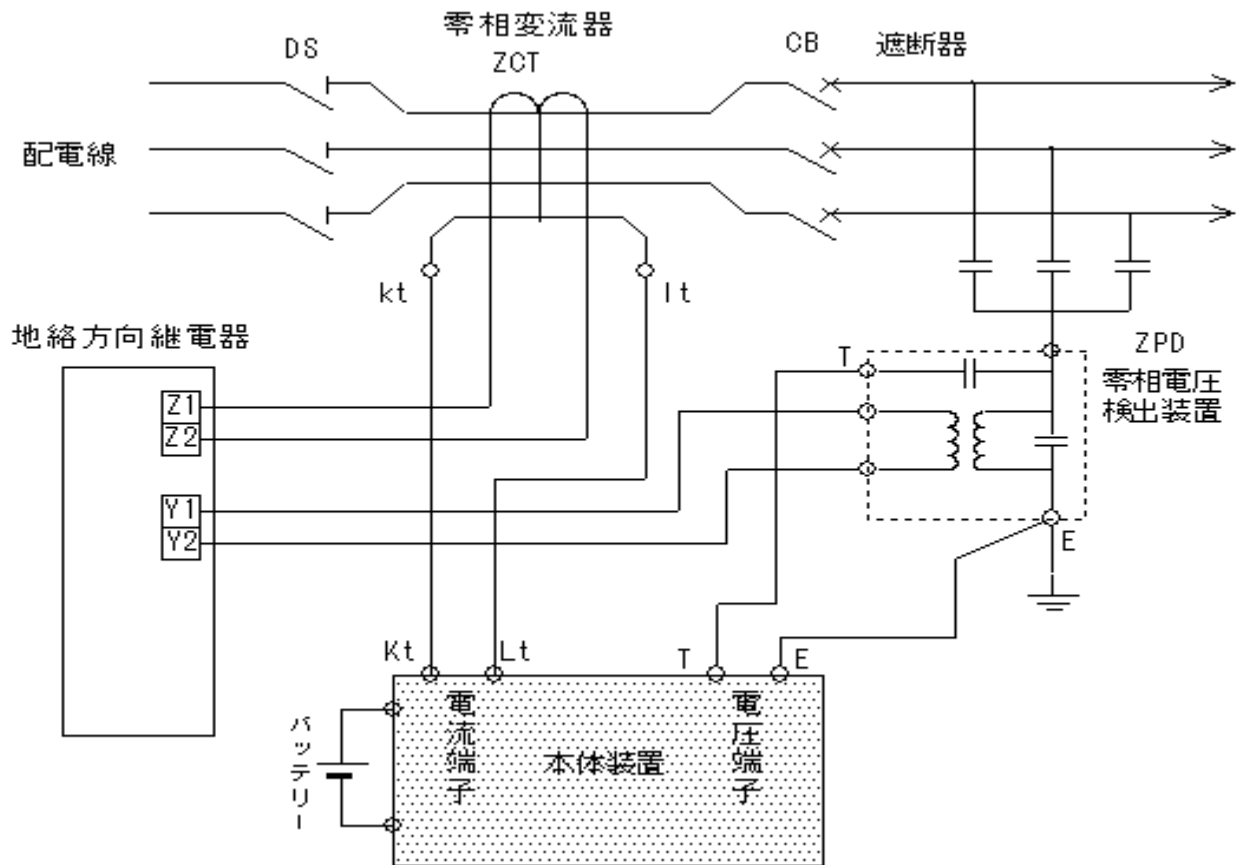 零相変流器
DS
ZCT
CB
遮断器
配電線
kt
lt
地絡方向継電器
Z1
Z2
Y1
Y2
T
ZPD
零相電圧
検出装置
E
Kt
Lt
T
E
バッテリー
電流端子
本体装置
電圧端子